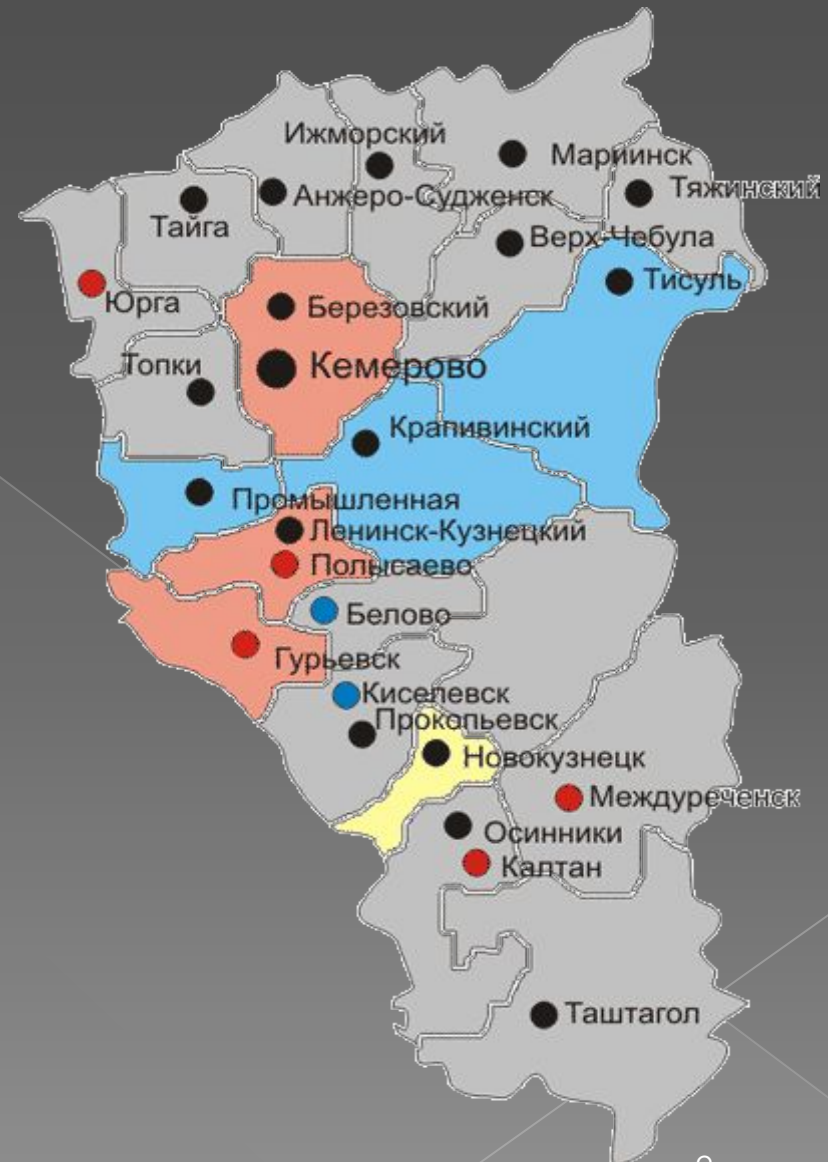 Ижморский
Мариинск
Тяжинский
Анжеро-Судженск
Тайга
Верх-Чебула
Тисуль
Юрга
Березовский
Топки
Кемерово
Крапивинский
Промышленная
Ленинск-Кузнецкий
Полысаево
Белово
Гурьевск
Киселевск
Прокопьевск
Новокузнецк
Междуреченск
Осинники
Калтан
Таштагол